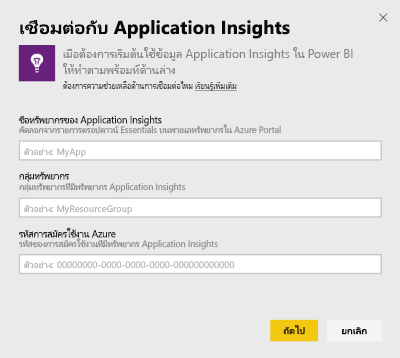 เชื่อมต่อกับ Application Insights
เมื่อต้องการเริ่มต้นใช้ข้อมูล Application Insights ใน Power BI
ให้ทำตามพร้อมท์ด้านล่าง
ต้องการความช่วยเหลือด้านการเชื่อมต่อไหม เรียนรู้เพิ่มเติม
ชื่อทรัพยากรของ Application Insights
คัดลอกจากรายการดรอปดาวน์ Essentials บนเพจแผลทรัพยากรใน Azure Portal
ตัวอย่าง: MyApp
กลุ่มทรัพยากร
กลุ่มทรัพยากรที่มีทรัพยากร Application Insights
ตัวอย่าง: MyResourceGroup
รหัสการสมัครใช้งาน Azure
รหัสของการสมัครใช้งานที่มีทรัพยากร Application Insights
ตัวอย่าง: 00000000-0000-0000-0000-000000000000
ถัดไป
ยกเลิก